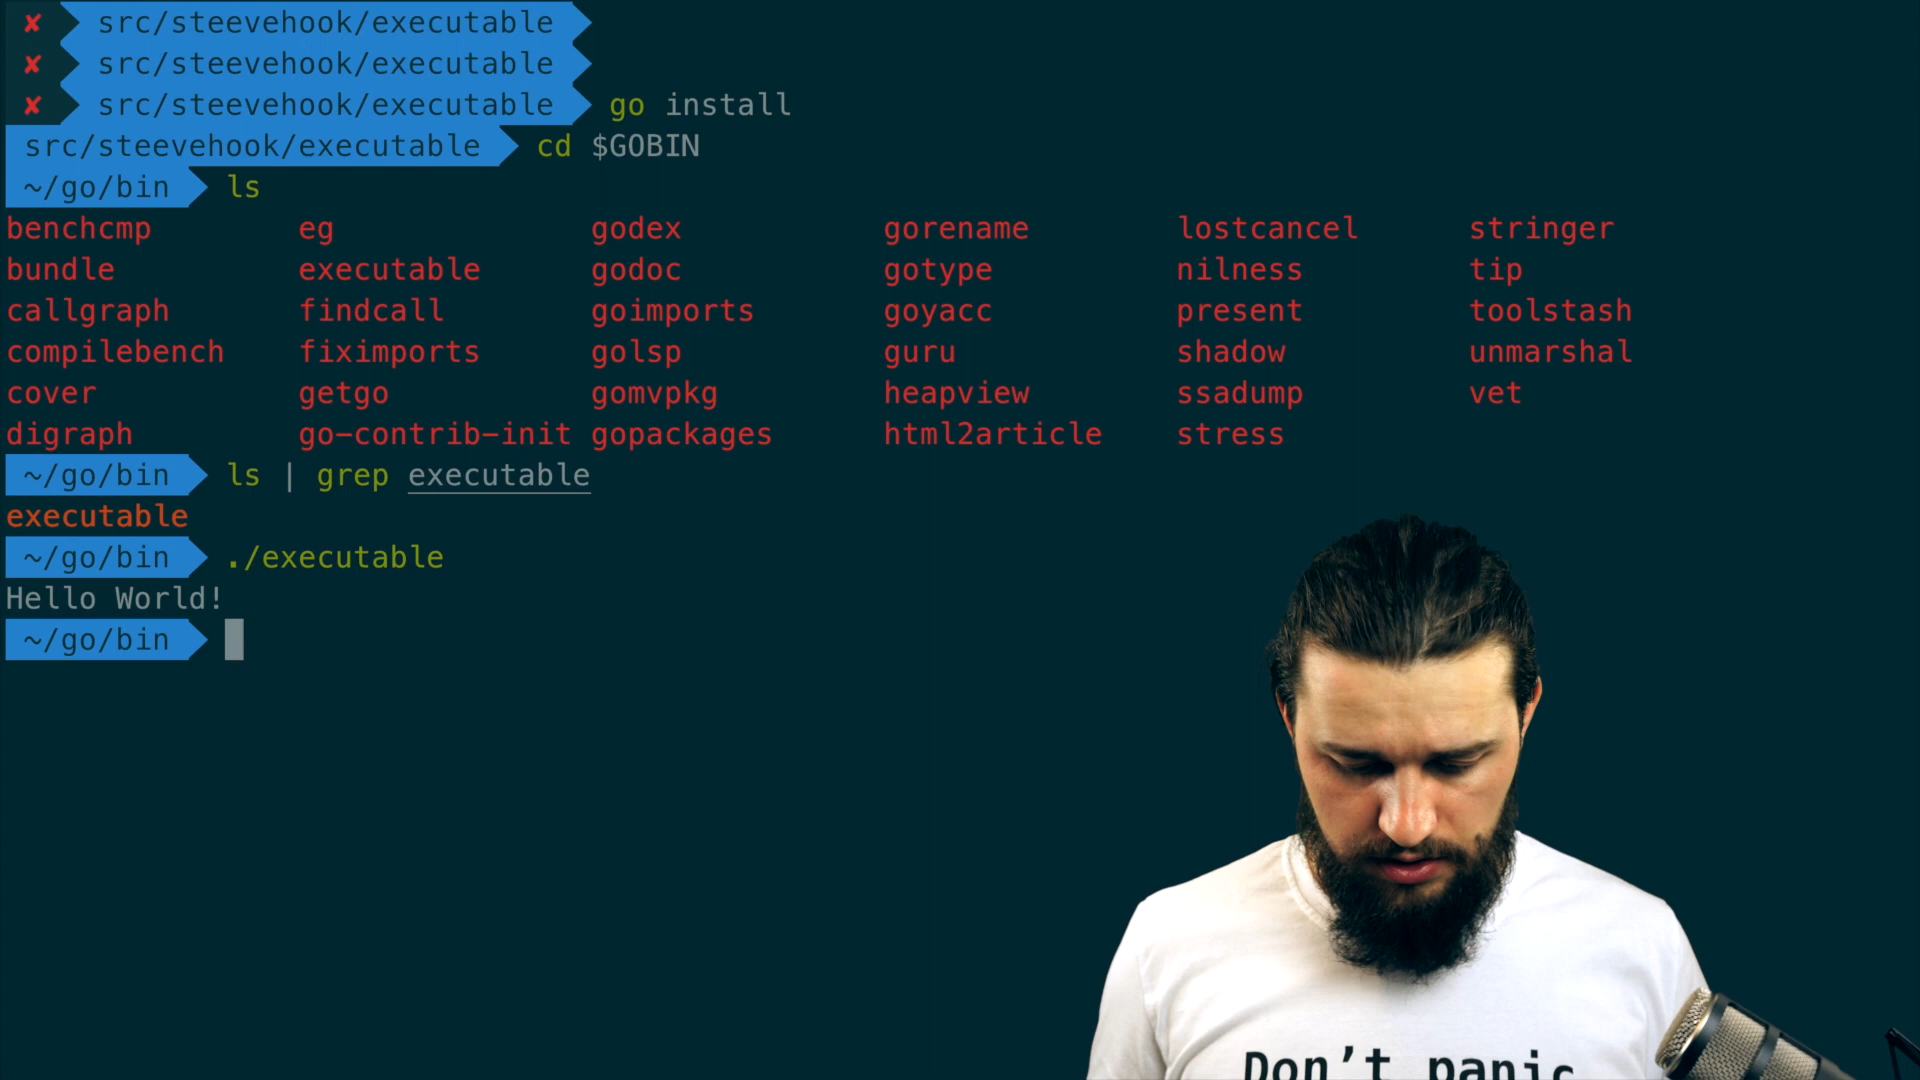 ✘ src/steevehook/executable
✘ src/steevehook/executable
✘ src/steevehook/executable go install
src/steevehook/executable cd $GOBIN
~/go/bin ls
benchcmp eg godex gorename lostcancel stringer
bundle executable godoc gotype nilness tip
callgraph findcall goimports goyacc present toolstash
compilebench fiximports golsp guru shadow unmarshal
cover getgo gomvpkg heapview ssadump vet
digraph go-contrib-init gopackages html2article stress
~/go/bin ls | grep executable
executable
~/go/bin ./executable
Hello World!
~/go/bin
Don't panic